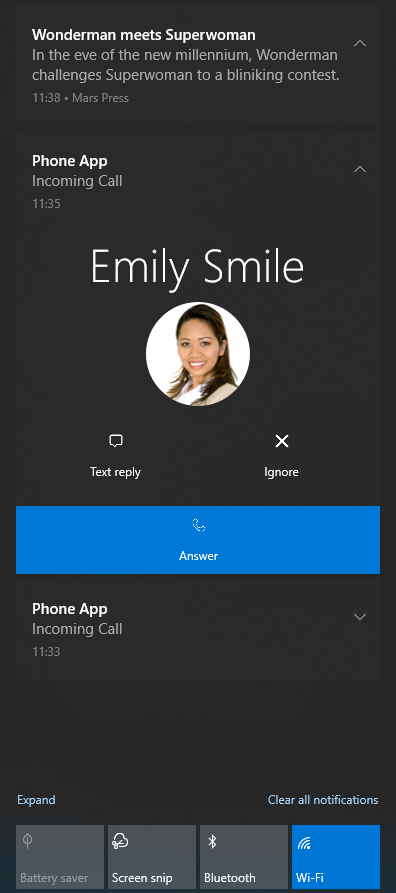 Wonderman meets Superwoman
In the eve of the new millennium, Wonderman
challenges Superwoman to a bliniking contest.
11:38 • Mars Press
Phone App
Incoming Call
11:35
Emily Smile
Text reply
Ignore
Answer
Phone App
Incoming Call
11:33
Expand
Clear all notifications
Battery saver
Screen snip
Bluetooth
Wi-Fi